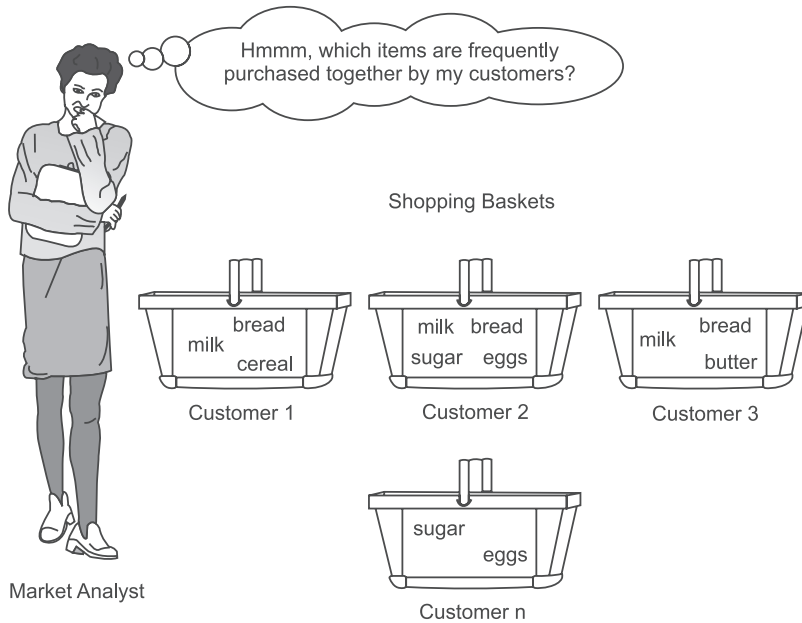 Hmmm, which items are frequently
purchased together by my customers?
Shopping Baskets
bread
milk
cereal
Customer 1
milk bread
sugar eggs
Customer 2
bread
milk
butter
Customer 3
sugar
eggs
Customer n
Market Analyst